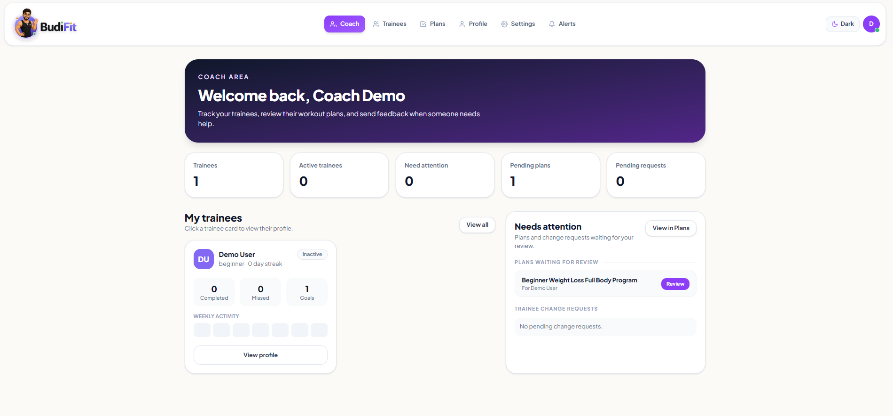 BudiFit
Coach
Trainees
Plans
Profile
Settings
Alerts
Dark
D
COACH AREA
Welcome back, Coach Demo
Track your trainees, review their workout plans, and send feedback when someone needs
help.
Trainees
1
Active trainees
0
Need attention
0
Pending plans
1
Pending requests
0
My trainees
Click a trainee card to view their profile.
View all
DU
Demo User
beginner · 0 day streak
Inactive
0
Completed
0
Missed
1
Goals
WEEKLY ACTIVITY
View profile
Needs attention
Plans and change requests waiting for your
review.
View in Plans
PLANS WAITING FOR REVIEW
Beginner Weight Loss Full Body Program
For Demo User
Review
TRAINEE CHANGE REQUESTS
No pending change requests.